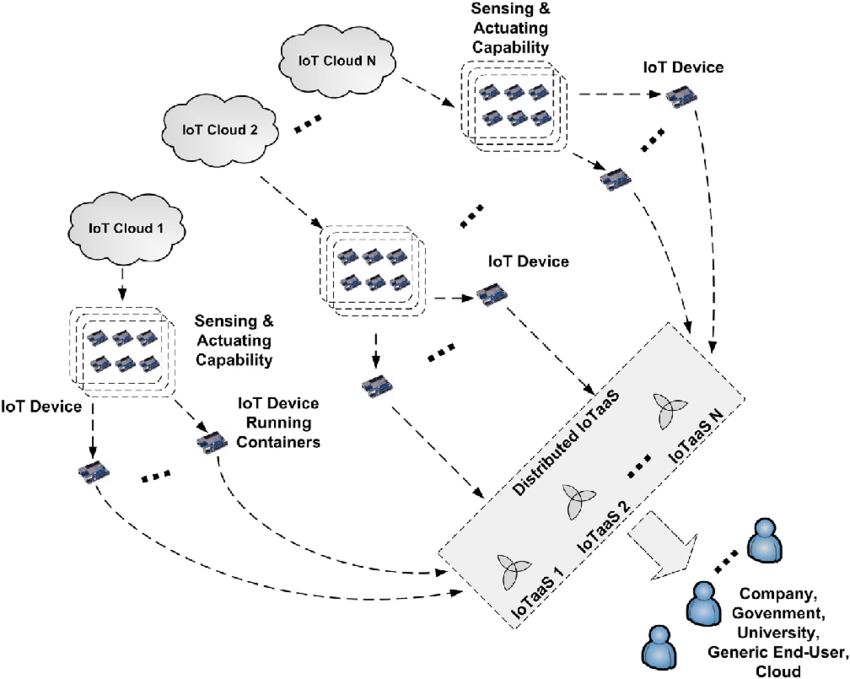 Sensing &
Actuating
Capability
IoT Cloud N
IoT Device
IoT Cloud 2
IoT Cloud 1
IoT Device
Sensing &
Actuating
Capability
IoT Device
IoT Device
Running
Containers
Distributed IoTaaS
IoTaaS N
IoTaaS 2
IoTaaS 1
Company,
Govenment,
University,
Generic End-User,
Cloud